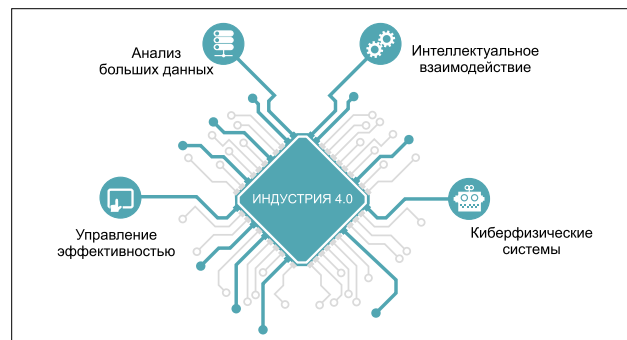 Анализ
больших данных
Интеллектуальное
взаимодействие
ИНДУСТРИЯ 4.0
Управление
эффективностью
Киберфизические
системы